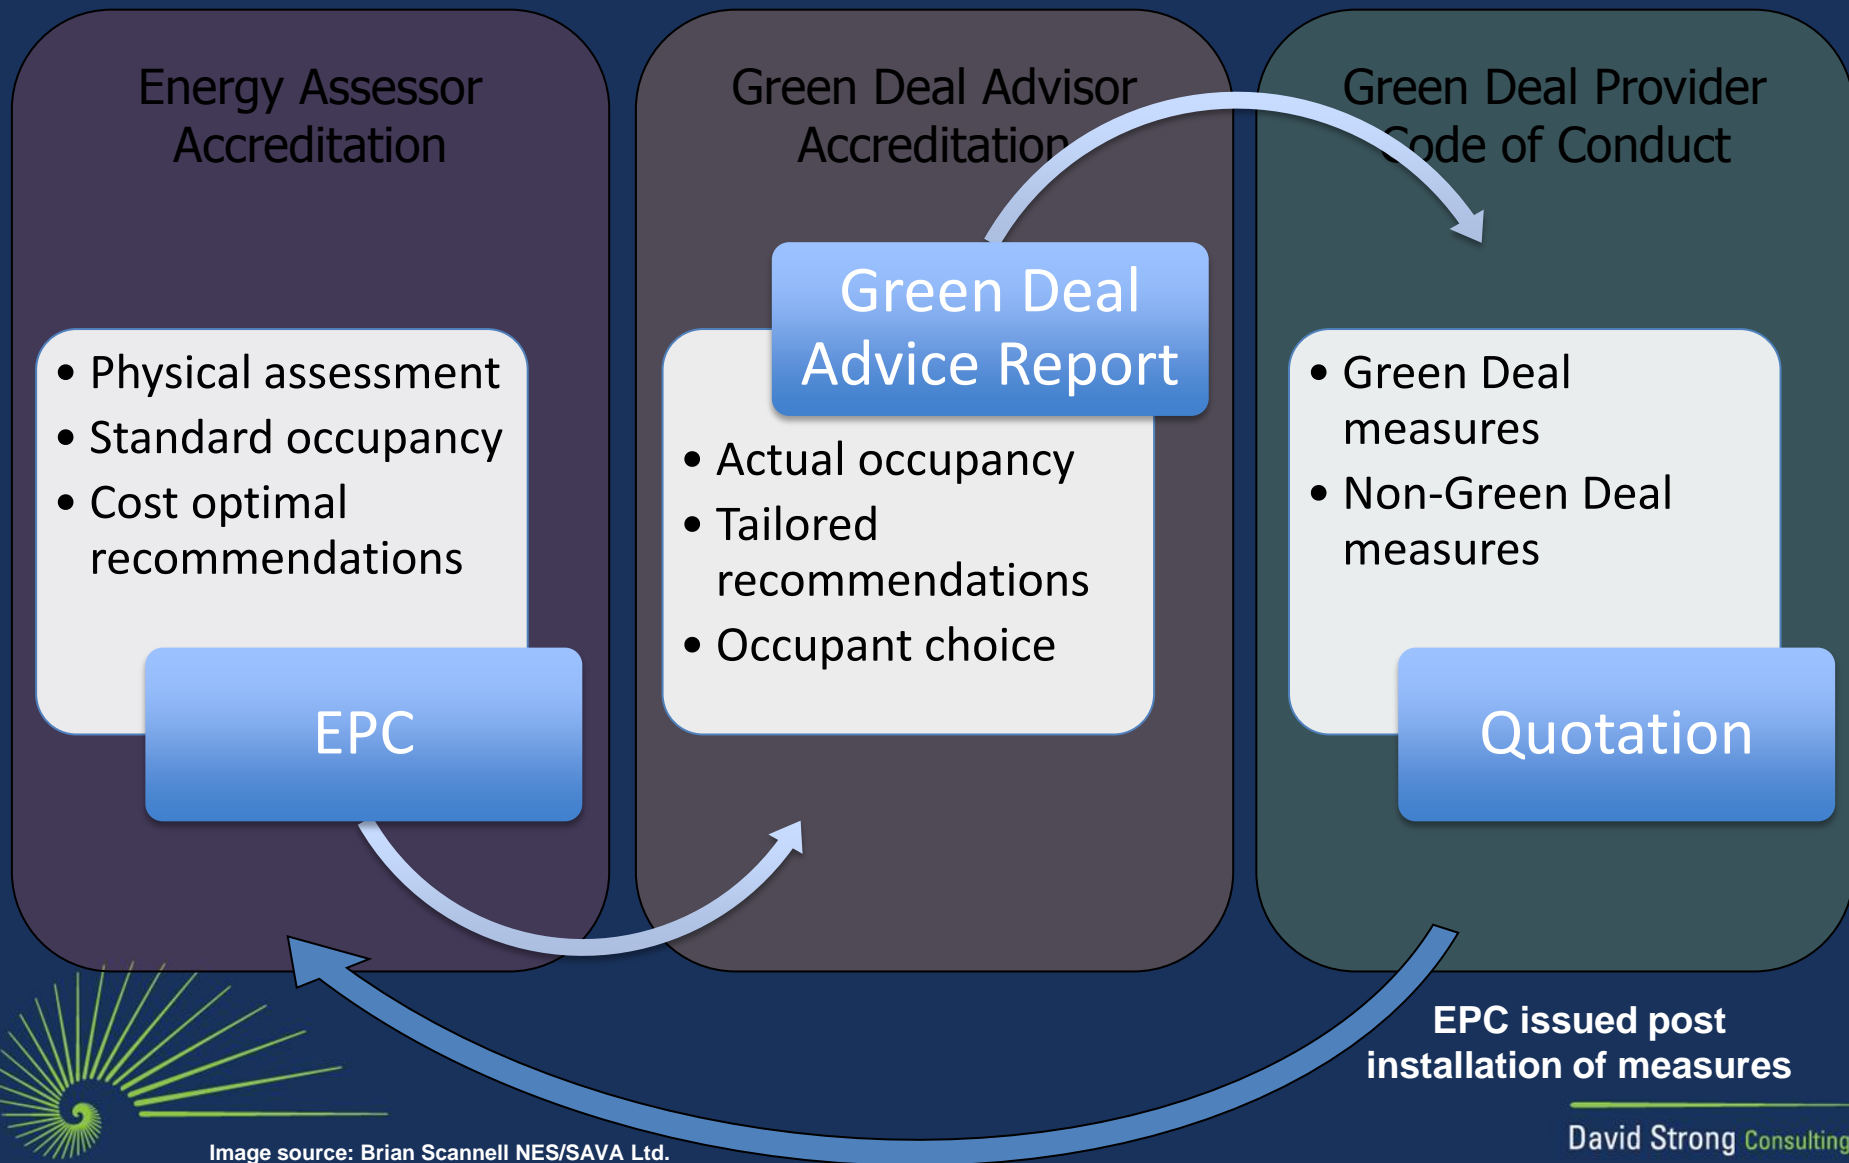 Energy Assessor
Accreditation
• Physical assessment
• Standard occupancy
• Cost optimal
recommendations
EPC
Green Deal Advisor
Accreditation
Green Deal
Advice Report
• Actual occupancy
• Tailored
recommendations
• Occupant choice
Green Deal Provider
Code of Conduct
• Green Deal
measures
• Non-Green Deal
measures
Quotation
EPC issued post
installation of measures
Image source: Brian Scannell NES/SAVA Ltd.
David Strong Consulting